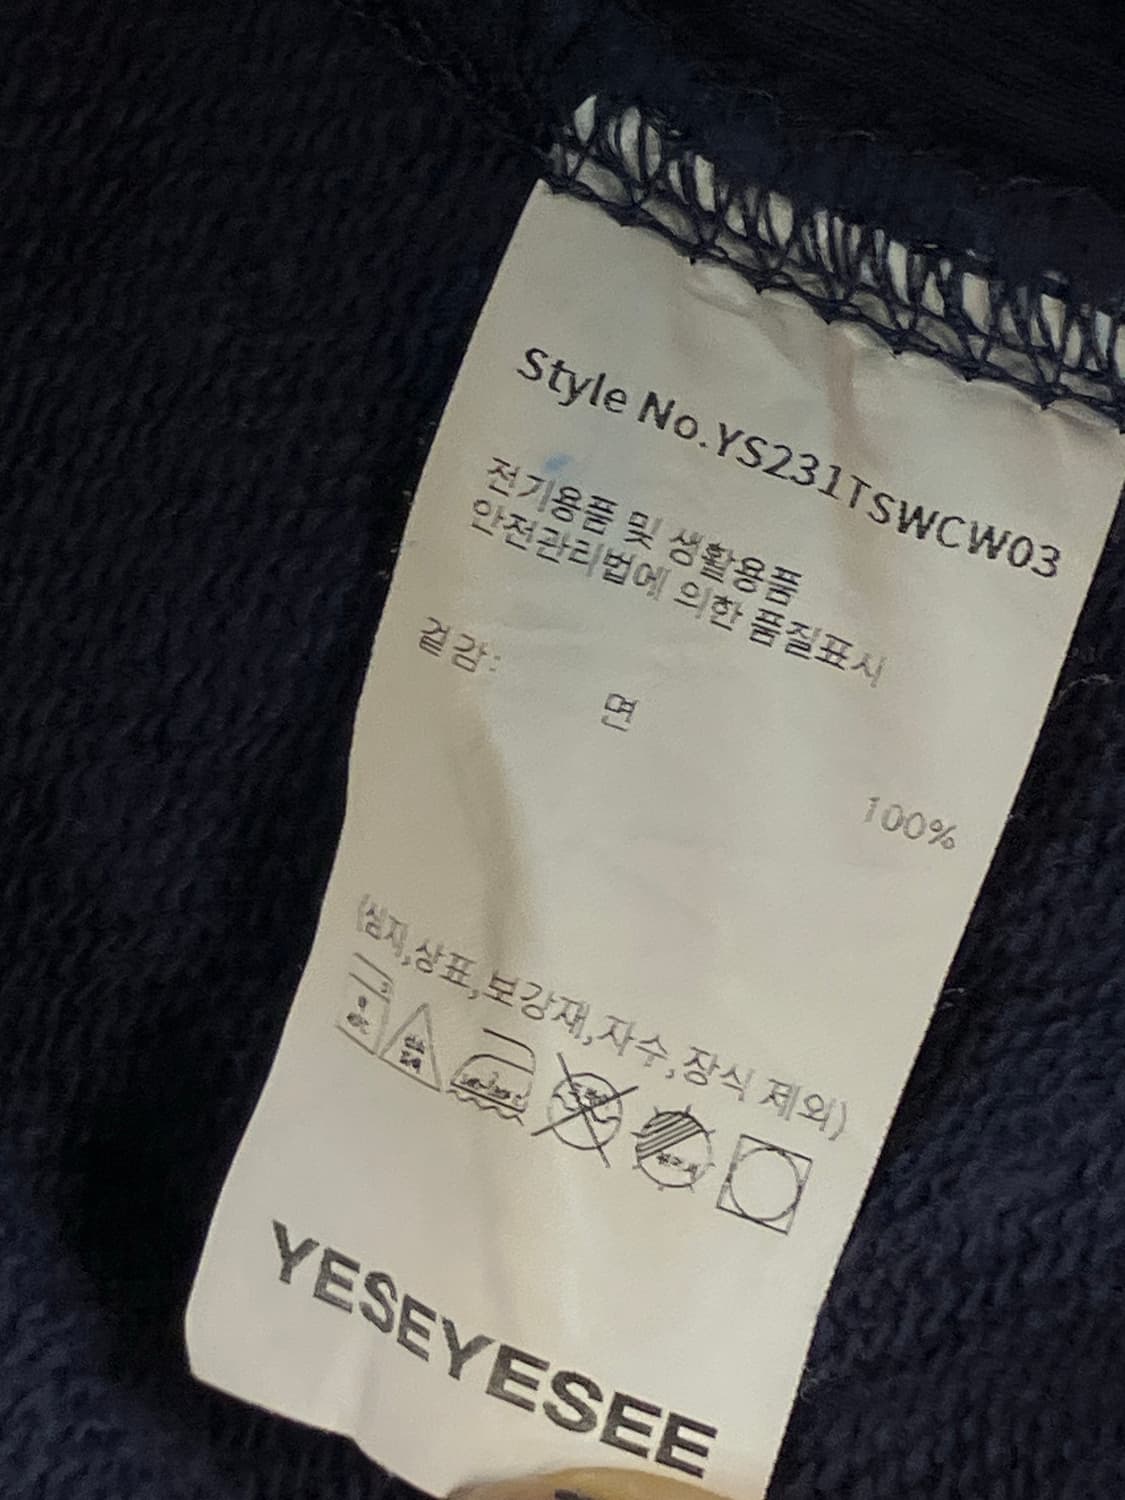 Style No.YS231TSWCW03
전기용품 및 생활용품
안전관리법에 의한 품질표시
겉감:
면
100%
(심지,상표,보강재,자수,장식 제외)
YESEYESEE